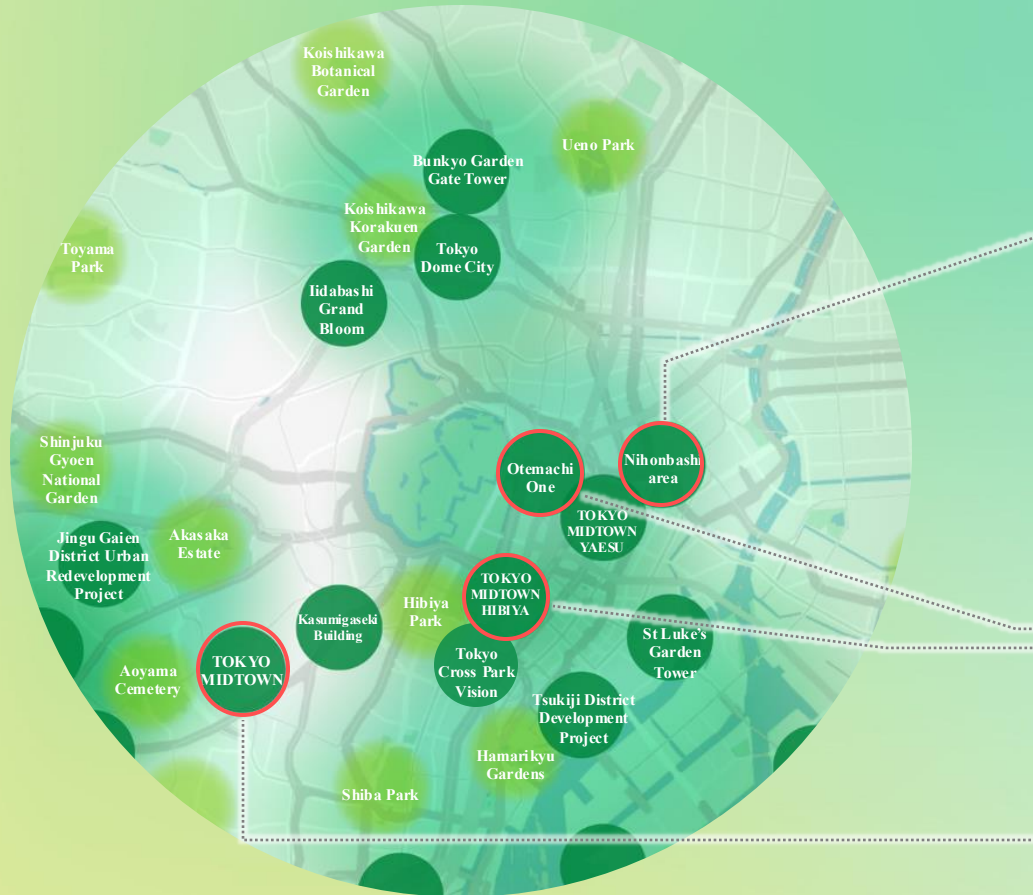 Koishikawa
Botanical
Garden
Ueno Park
Bunkyo Garden
Gate Tower
Koishikawa
Korakuen
Garden
Tokyo
Dome City
Toyama
Park
Iidabashi
Grand
Bloom
Shinjuku
Gyoen
National
Garden
Otemachi
One
Nihonbashi
area
TOKYO
MIDTOWN
YAESU
Jingu Gaien
District Urban
Redevelopment
Project
Akasaka
Estate
TOKYO
MIDTOWN
HIBIYA
Hibiya
Park
Kasumigaseki
Building
St Luke's
Garden
Tower
Tokyo
Cross Park
Vision
Aoyama
Cemetery
TOKYO
MIDTOWN
Tsukiji District
Development
Project
Hamarikyu
Gardens
Shiba Park